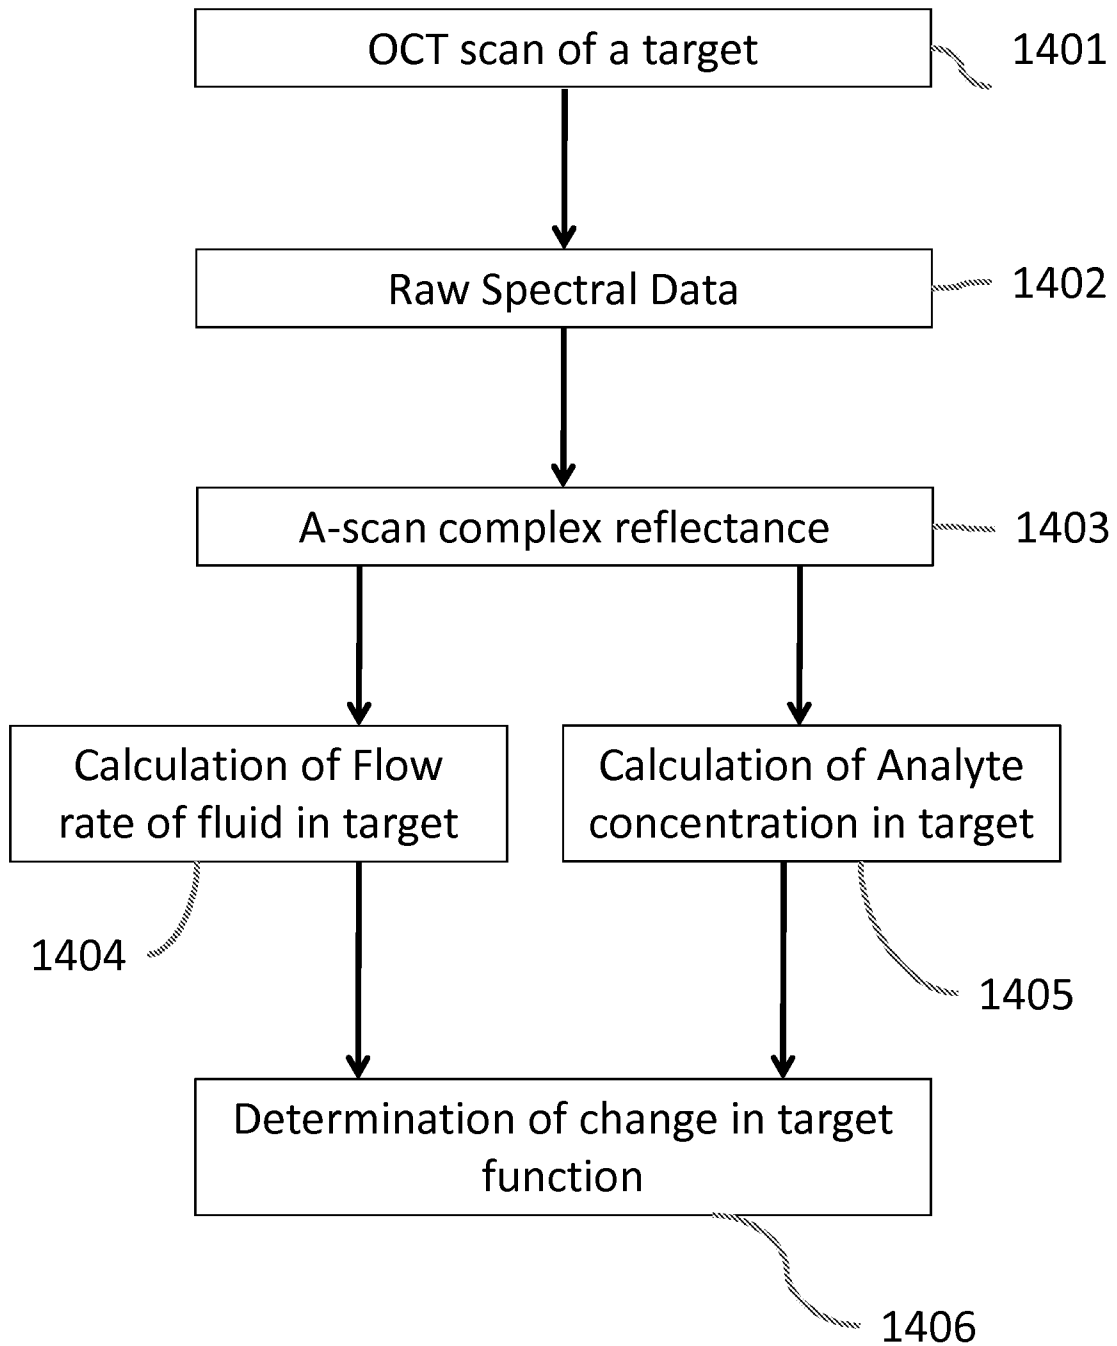 OCT scan of a target
1401
Raw Spectral Data
1402
A-scan complex reflectance
1403
Calculation of Flow
rate of fluid in target
1404
Calculation of Analyte
concentration in target
1405
Determination of change in target
function
1406